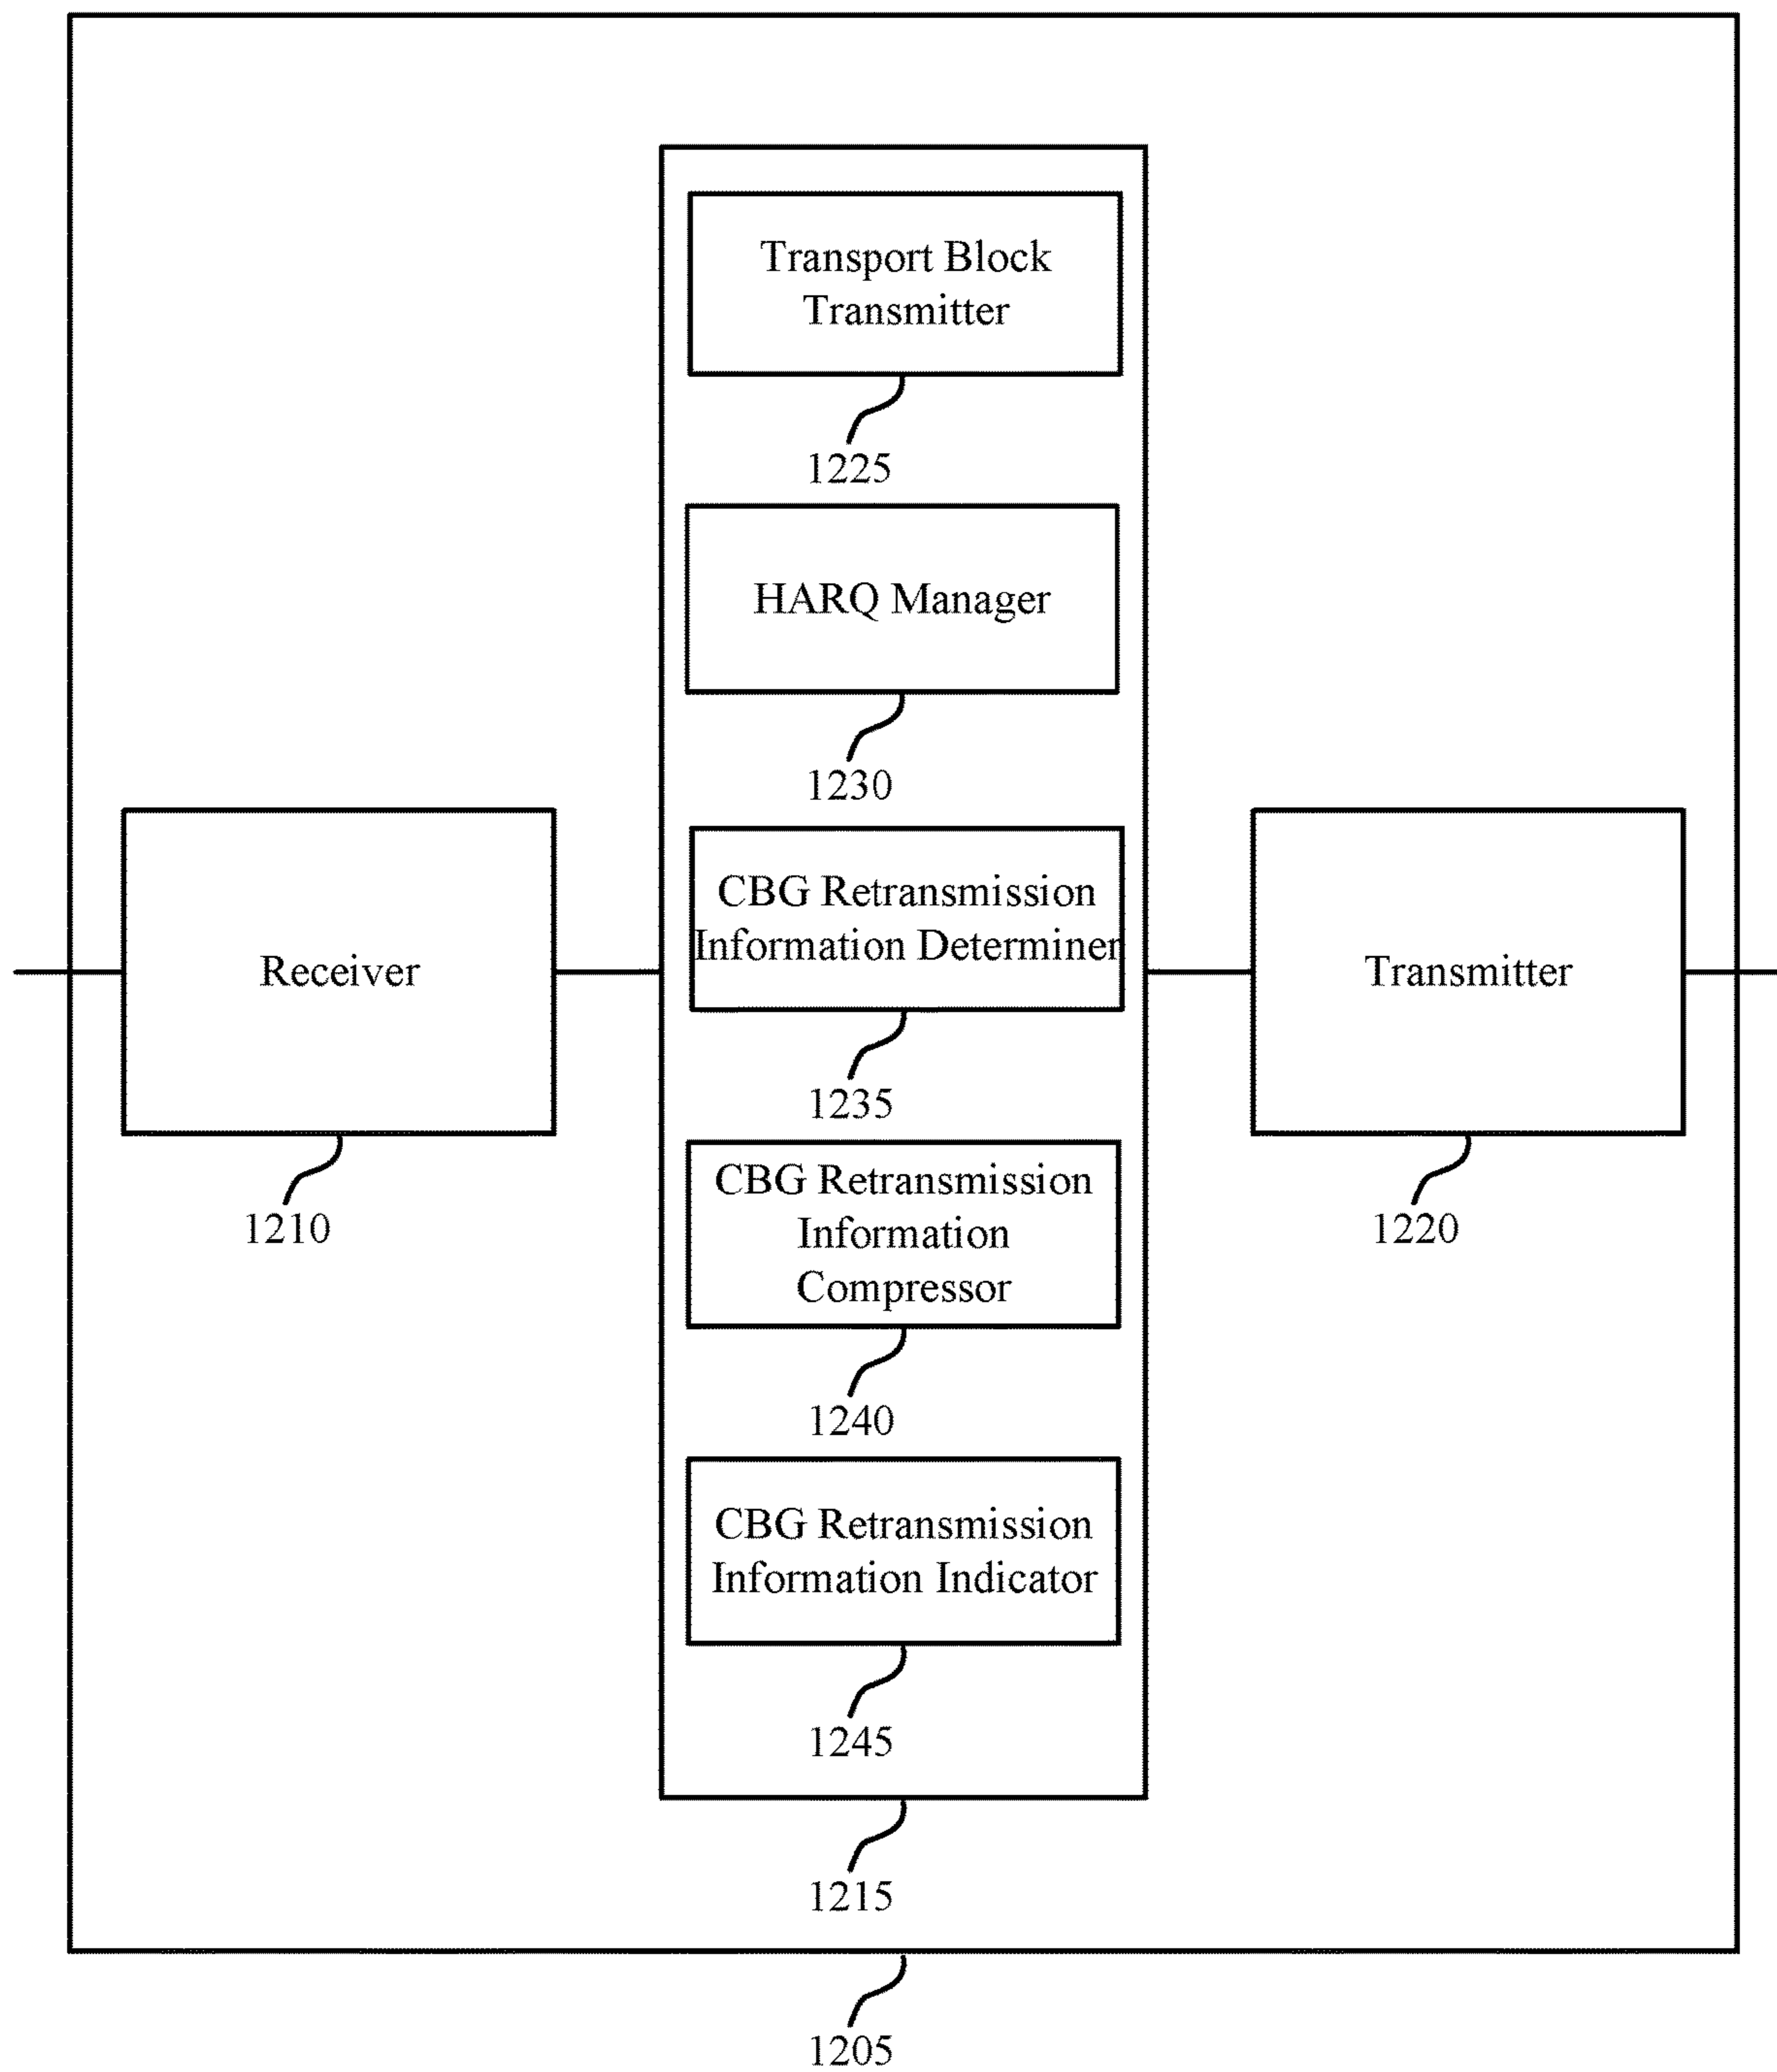 Transport Block
Transmitter
1225
HARQ Manager
1230
CBG Retransmission
Information Determiner
1235
Receiver
1210
Transmitter
1220
CBG Retransmission
Information
Compressor
1240
CBG Retransmission
Information Indicator
1245
1215
1205